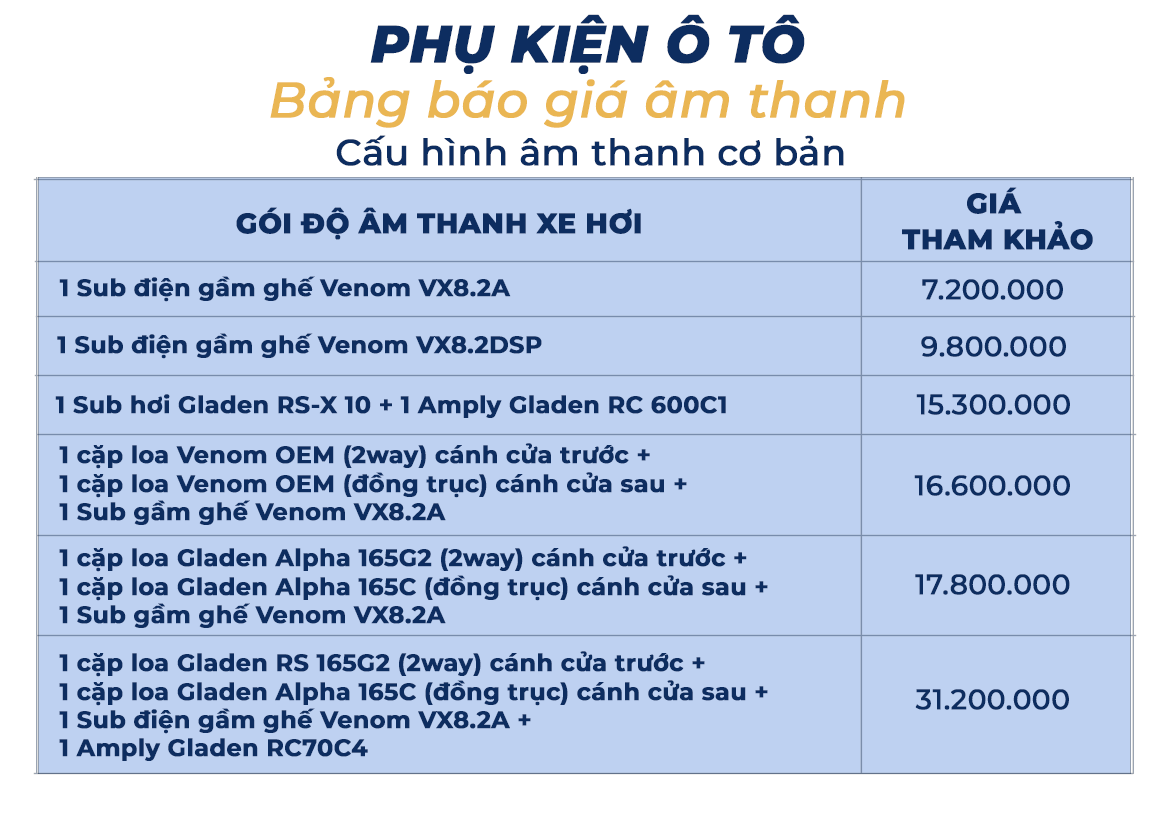 PHỤ KIỆN Ô TÔ
Bảng báo giá âm thanh
Cấu hình âm thanh cơ bản
GÓI ĐỘ ÂM THANH XE HƠI
GIÁ
THAM KHẢO
1 Sub điện gầm ghế Venom VX8.2A
7.200.000
1 Sub điện gầm ghế Venom VX8.2DSP
9.800.000
1 Sub hơi Gladen RS-X 10 + 1 Amply Gladen RC 600C1
15.300.000
1 cặp loa Venom OEM (2way) cánh cửa trước +
1 cặp loa Venom OEM (đồng trục) cánh cửa sau +
1 Sub gầm ghế Venom VX8.2A
16.600.000
1 cặp loa Gladen Alpha 165G2 (2way) cánh cửa trước +
1 cặp loa Gladen Alpha 165C (đồng trục) cánh cửa sau +
1 Sub gầm ghế Venom VX8.2A
17.800.000
1 cặp loa Gladen RS 165G2 (2way) cánh cửa trước +
1 cặp loa Gladen Alpha 165C (đồng trục) cánh cửa sau +
1 Sub điện gầm ghế Venom VX8.2A +
1 Amply Gladen RC70C4
31.200.000